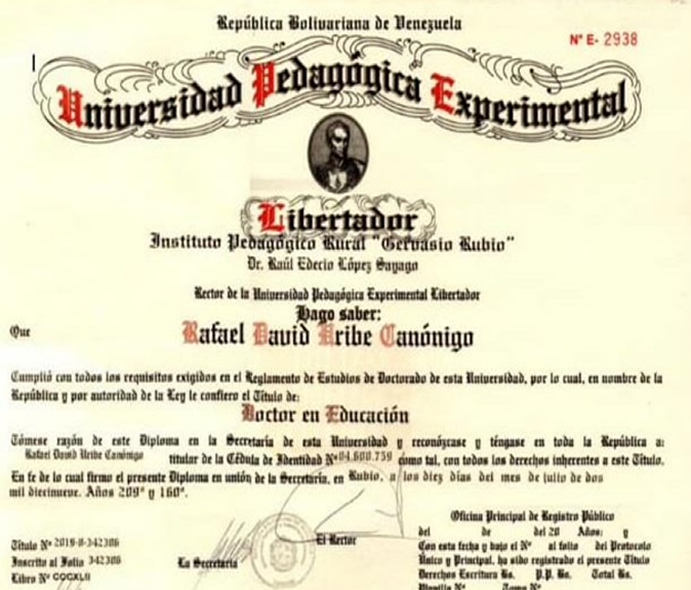 República Bolivariana de Venezuela
Nº E- 2938
Universidad Pedagógica Experimental
Libertador
Instituto Pedagógico Rural "Gervasio Rubio"
Dr. Raúl Edecio López Sayago
Rector de la Universidad Pedagógica Experimental Libertador
Hago saber:
Que Rafael David Uribe Canónigo
Cumplió con todos los requisitos exigidos en el Reglamento de Estudios de Doctorado de esta Universidad, por lo cual, en nombre de la
República y por autoridad de la Ley le confiero el Título de:
Doctor en Educación
Tómese razón de este Diploma en la Secretaría de esta Universidad y reconózcase y téngase en toda la República a:
Rafael David Uribe Canónigo titular de la Cédula de Identidad Nº 04.600.759 como tal, con todos los derechos inherentes a este Título.
En fe de lo cual firmo el presente Diploma en unión de la Secretaria, en Rubio, a los diez días del mes de julio de dos
mil diecinueve. Años 209º y 160º.
Título Nº 2019-8-342386
Inscrito al Folio 342386
Libro Nº CCCXLII
La Secretaria
El Rector
Oficina Principal de Registro Público
del de del 20 Años: y
Con esta fecha y bajo el Nº al folio del Protocolo
Único y Principal, ha sido registrado el presente Título
Derechos Escritura Bs. P.P. Bs. Total Bs.
Planilla Nº Tomo Nº